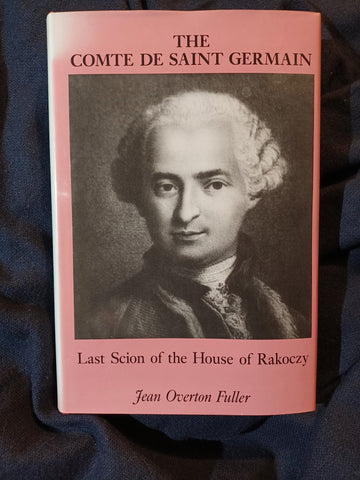 THE
COMTE DE SAINT GERMAIN
Last Scion of the House of Rakoczy
Jean Overton Fuller